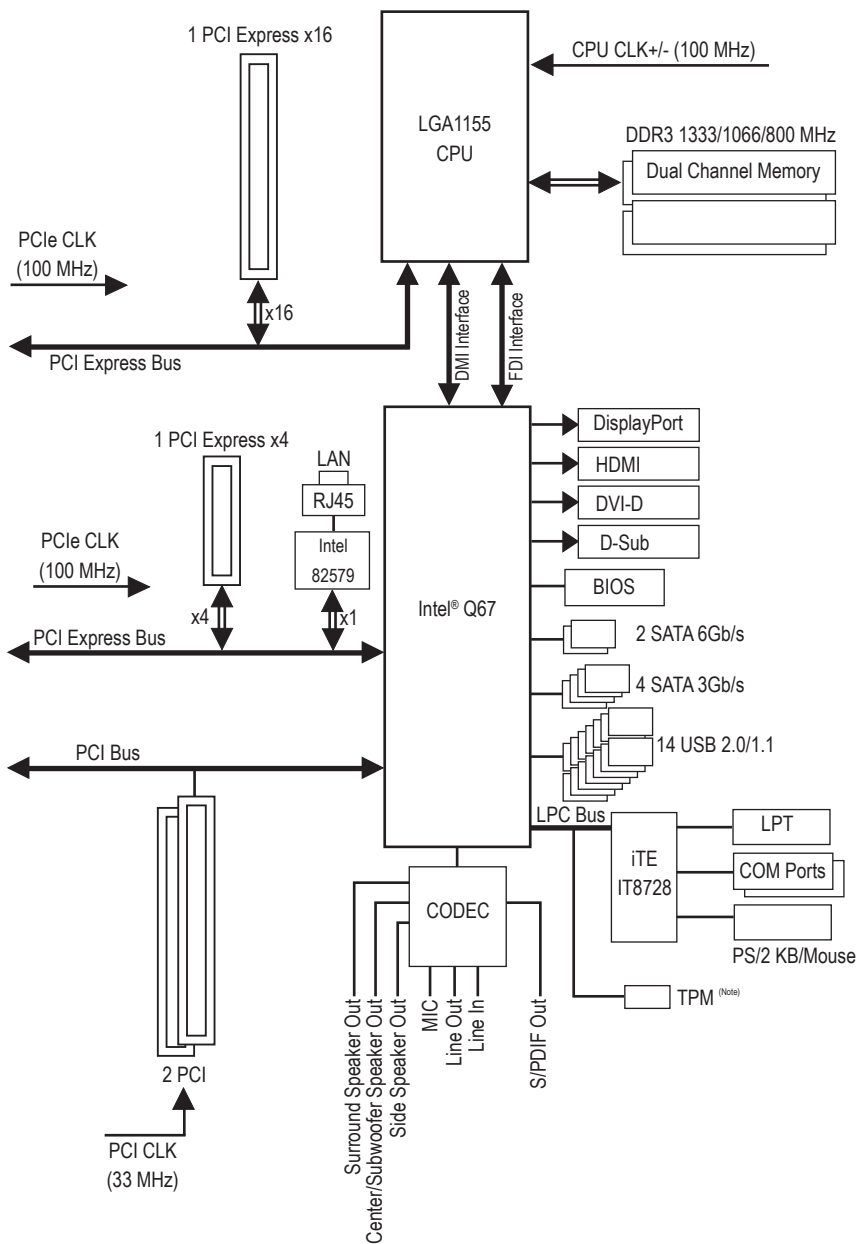 1 PCI Express x16
CPU CLK+/- (100 MHz)
LGA1155
CPU
DDR3 1333/1066/800 MHz
Dual Channel Memory
PCIe CLK
(100 MHz)
x16
DMI Interface
FDI Interface
PCI Express Bus
1 PCI Express x4
LAN
RJ45
Intel
82579
PCIe CLK
(100 MHz)
x4
x1
PCI Express Bus
Intel® Q67
DisplayPort
HDMI
DVI-D
D-Sub
BIOS
2 SATA 6Gb/s
4 SATA 3Gb/s
14 USB 2.0/1.1
PCI Bus
LPC Bus
iTE
IT8728
LPT
COM Ports
PS/2 KB/Mouse
TPM (Note)
CODEC
Surround Speaker Out
Center/Subwoofer Speaker Out
Side Speaker Out
MIC
Line Out
Line In
S/PDIF Out
2 PCI
PCI CLK
(33 MHz)